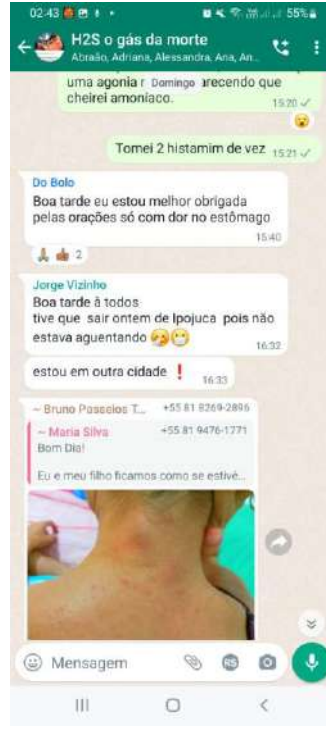 02:43
55%
H2S o gás da morte
Abraão, Adriana, Alessandra, Ana, An...
uma agonia r Domingo arecendo que
cheirei amoníaco.
15:20
Tomei 2 histamim de vez 15:21
Do Bolo
Boa tarde eu estou melhor obrigada
pelas orações só com dor no estômago
15:40
2
Jorge Vizinho
Boa tarde à todos
tive que sair ontem de Ipojuca pois não
estava aguentando
16:32
estou em outra cidade
16:33
~ Bruno Passelos T... +55 81 8269-2896
~ Maria Silva +55 81 9476-1771
Bom Dia!
Eu e meu filho ficamos como se estivé...
Mensagem
R$